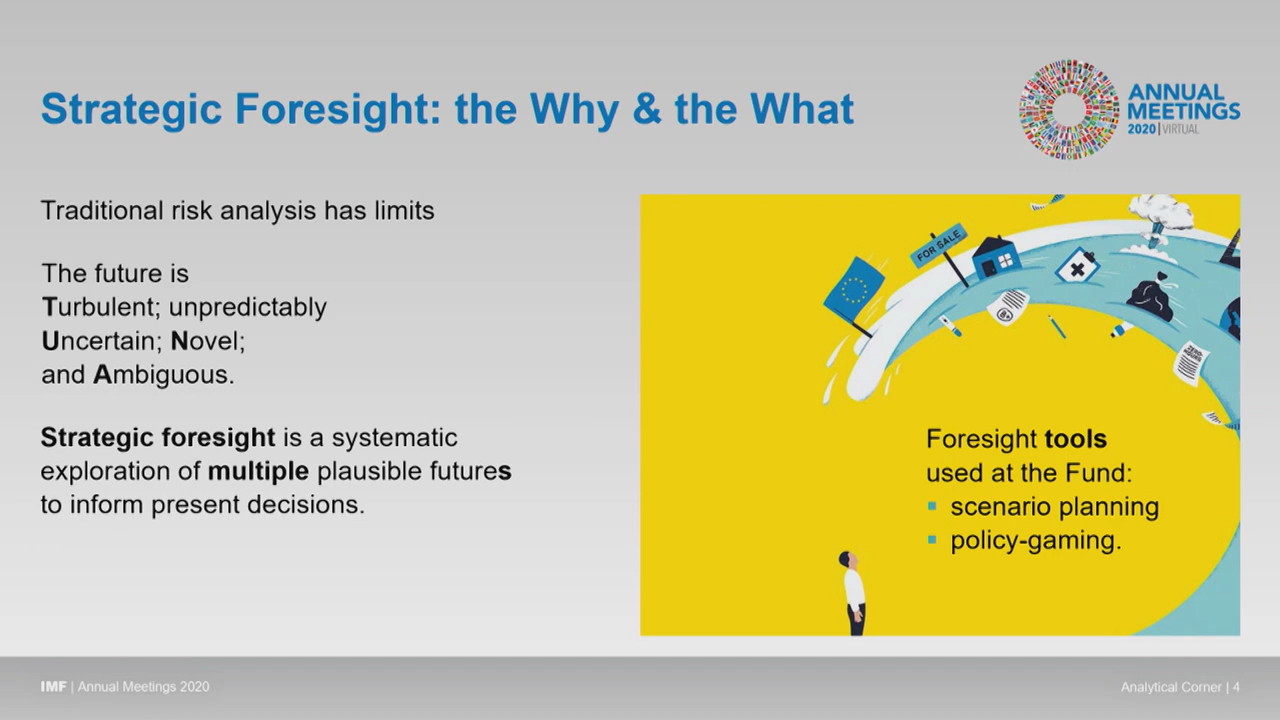 Strategic Foresight: the Why & the What
ANNUAL
MEETINGS
2020 | VIRTUAL
Traditional risk analysis has limits
The future is
Turbulent; unpredictably
Uncertain; Novel;
and Ambiguous.
Strategic foresight is a systematic
exploration of multiple plausible futures
to inform present decisions.
FOR SALE
B+
ZERO-
HOURS
Foresight tools
used at the Fund:
▪ scenario planning
▪ policy-gaming.
IMF | Annual Meetings 2020
Analytical Corner | 4